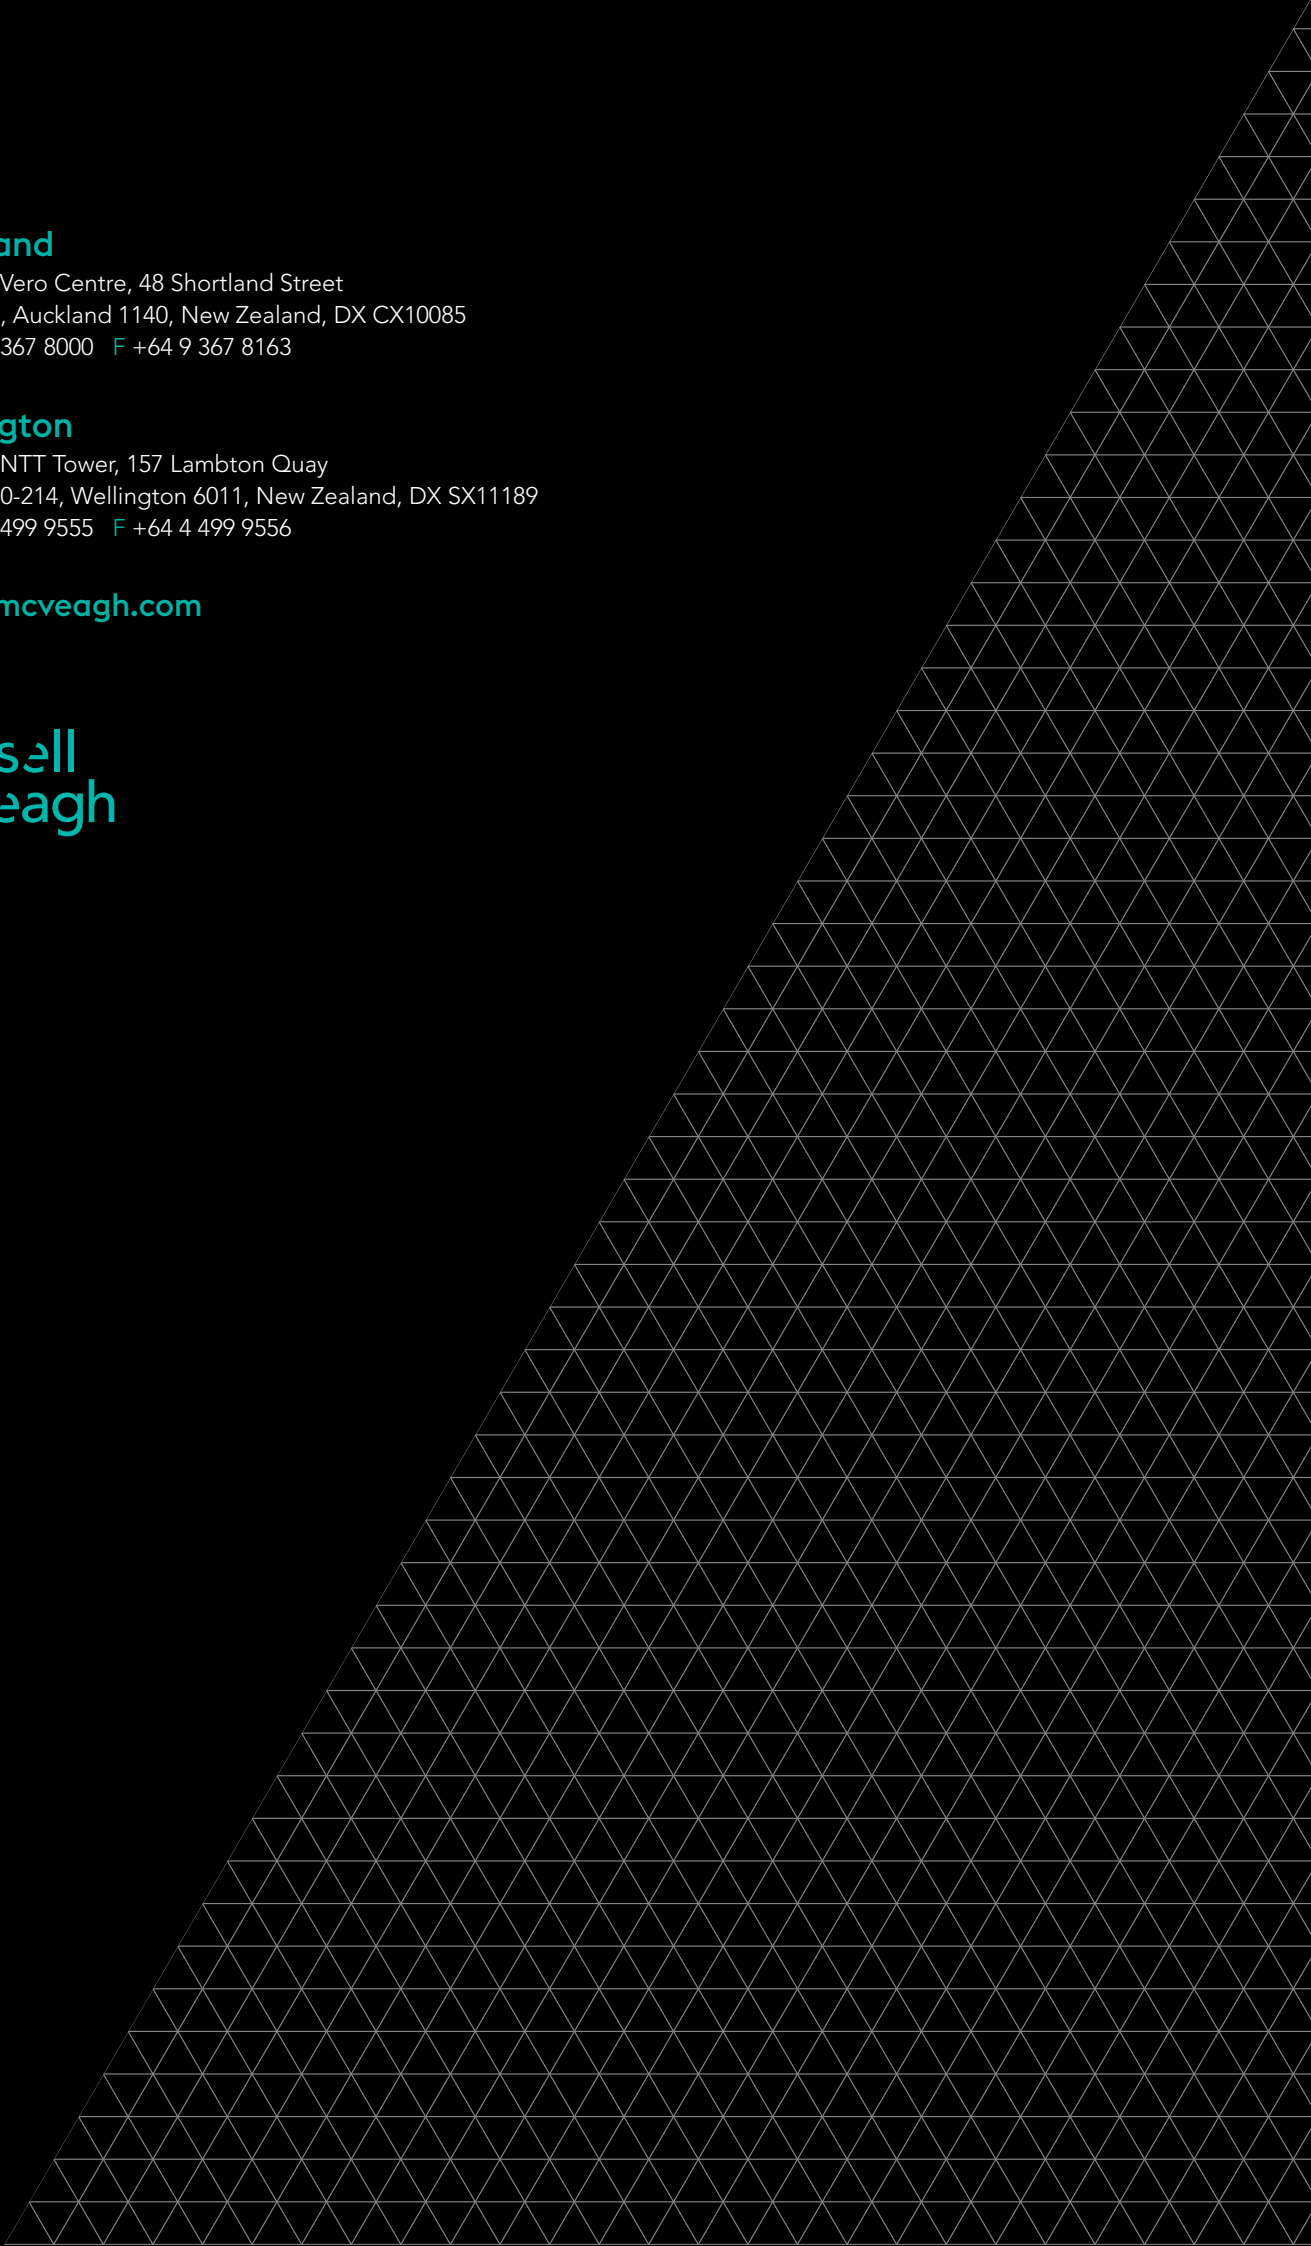 and
Vero Centre, 48 Shortland Street
, Auckland 1140, New Zealand, DX CX10085
367 8000 F +64 9 367 8163
gton
NTT Tower, 157 Lambton Quay
0-214, Wellington 6011, New Zealand, DX SX11189
499 9555 F +64 4 499 9556
mcveagh.com
sell
eagh